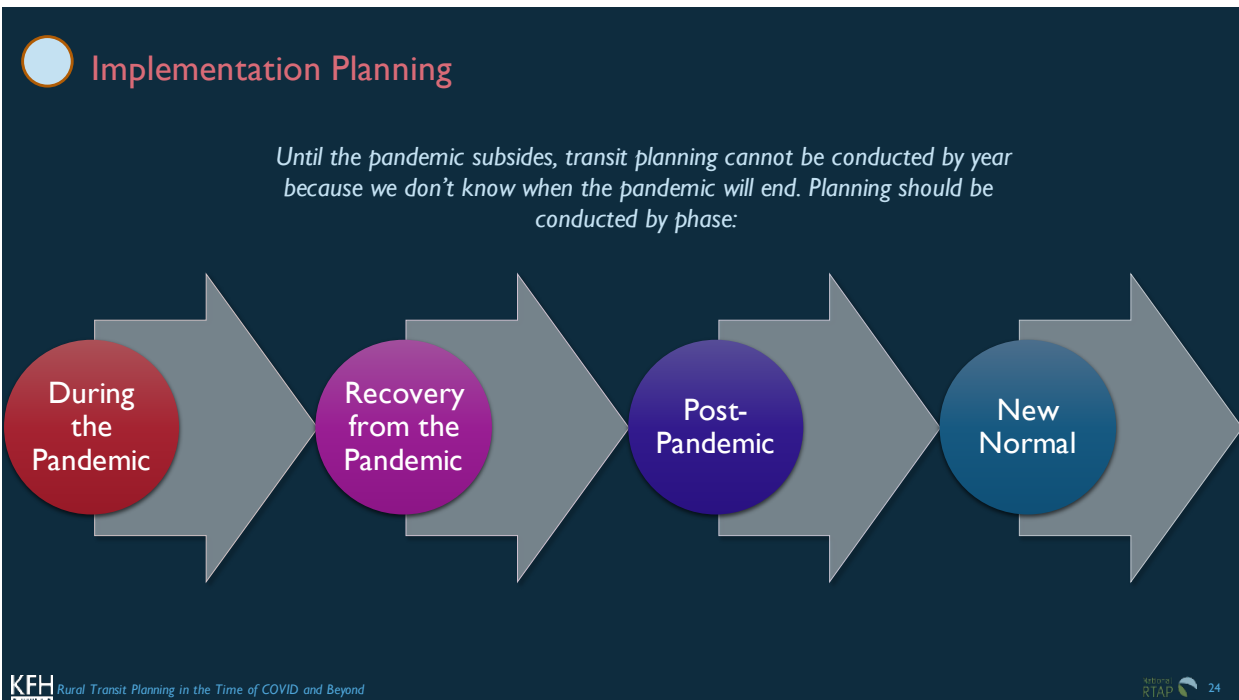 Implementation Planning
Until the pandemic subsides, transit planning cannot be conducted by year
because we don't know when the pandemic will end. Planning should be
conducted by phase:
During
the
Pandemic
Recovery
from the
Pandemic
Post-
Pandemic
New
Normal
KFH
Rural Transit Planning in the Time of COVID and Beyond
National
RTAP
24